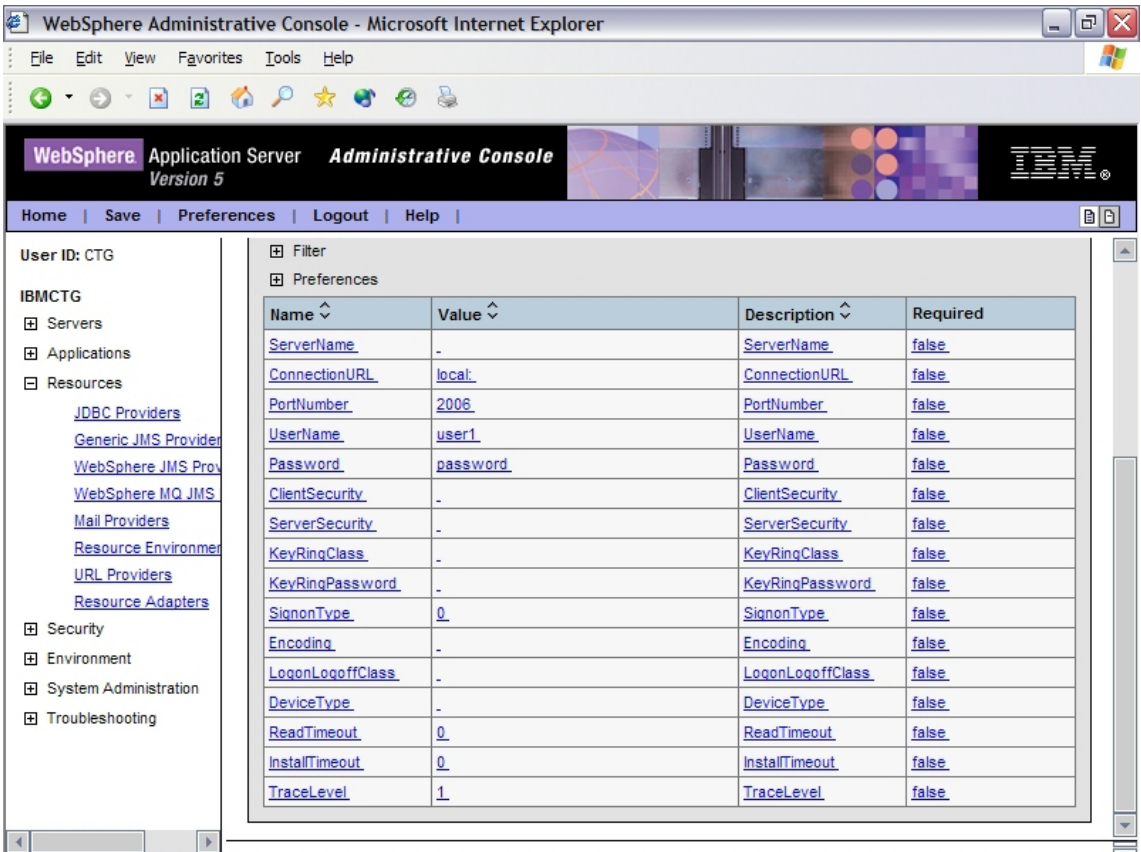 WebSphere Administrative Console - Microsoft Internet Explorer
File Edit View Favorites Tools Help
WebSphere. Application Server Administrative Console
Version 5
IBM®
Home | Save | Preferences | Logout | Help |
User ID: CTG
IBMCTG
Servers
Applications
Resources
JDBC Providers
Generic JMS Provider
WebSphere JMS Prov
WebSphere MQ JMS
Mail Providers
Resource Environmen
URL Providers
Resource Adapters
Security
Environment
System Administration
Troubleshooting
Filter
Preferences
Name Value Description Required
ServerName - ServerName false
ConnectionURL local: ConnectionURL false
PortNumber 2006 PortNumber false
UserName user1 UserName false
Password password Password false
ClientSecurity - ClientSecurity false
ServerSecurity - ServerSecurity false
KeyRingClass - KeyRingClass false
KeyRingPassword - KeyRingPassword false
SignonType 0 SignonType false
Encoding - Encoding false
LogonLogoffClass - LogonLogoffClass false
DeviceType - DeviceType false
ReadTimeout 0 ReadTimeout false
InstallTimeout 0 InstallTimeout false
TraceLevel 1 TraceLevel false